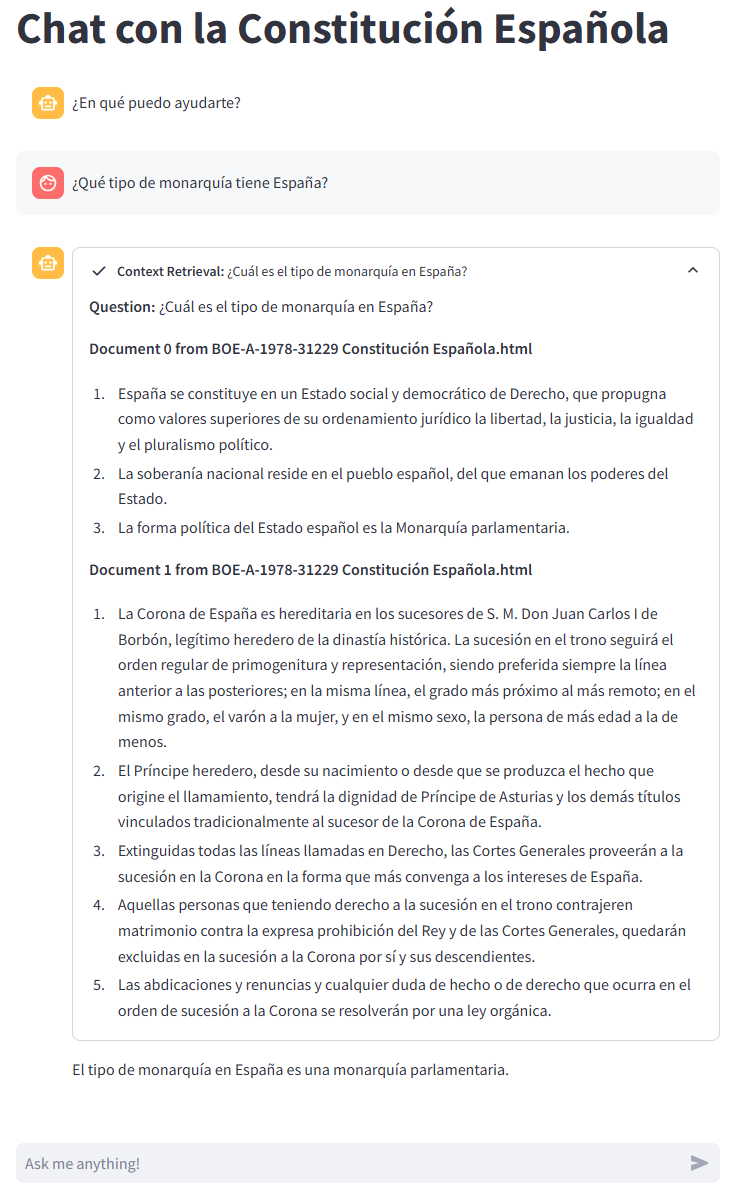 Chat con la Constitución Española
¿En qué puedo ayudarte?
¿Qué tipo de monarquía tiene España?
Context Retrieval: ¿Cuál es el tipo de monarquía en España?
Question: ¿Cuál es el tipo de monarquía en España?
Document 0 from BOE-A-1978-31229 Constitución Española.html
1. España se constituye en un Estado social y democrático de Derecho, que propugna
como valores superiores de su ordenamiento jurídico la libertad, la justicia, la igualdad
y el pluralismo político.
2. La soberanía nacional reside en el pueblo español, del que emanan los poderes del
Estado.
3. La forma política del Estado español es la Monarquía parlamentaria.
Document 1 from BOE-A-1978-31229 Constitución Española.html
1. La Corona de España es hereditaria en los sucesores de S. M. Don Juan Carlos I de
Borbón, legítimo heredero de la dinastía histórica. La sucesión en el trono seguirá el
orden regular de primogenitura y representación, siendo preferida siempre la línea
anterior a las posteriores; en la misma línea, el grado más próximo al más remoto; en el
mismo grado, el varón a la mujer, y en el mismo sexo, la persona de más edad a la de
menos.
2. El Príncipe heredero, desde su nacimiento o desde que se produzca el hecho que
origine el llamamiento, tendrá la dignidad de Príncipe de Asturias y los demás títulos
vinculados tradicionalmente al sucesor de la Corona de España.
3. Extinguidas todas las líneas llamadas en Derecho, las Cortes Generales proveerán a la
sucesión en la Corona en la forma que más convenga a los intereses de España.
4. Aquellas personas que teniendo derecho a la sucesión en el trono contrajeren
matrimonio contra la expresa prohibición del Rey y de las Cortes Generales, quedarán
excluidas en la sucesión a la Corona por sí y sus descendientes.
5. Las abdicaciones y renuncias y cualquier duda de hecho o de derecho que ocurra en el
orden de sucesión a la Corona se resolverán por una ley orgánica.
El tipo de monarquía en España es una monarquía parlamentaria.
Ask me anything!